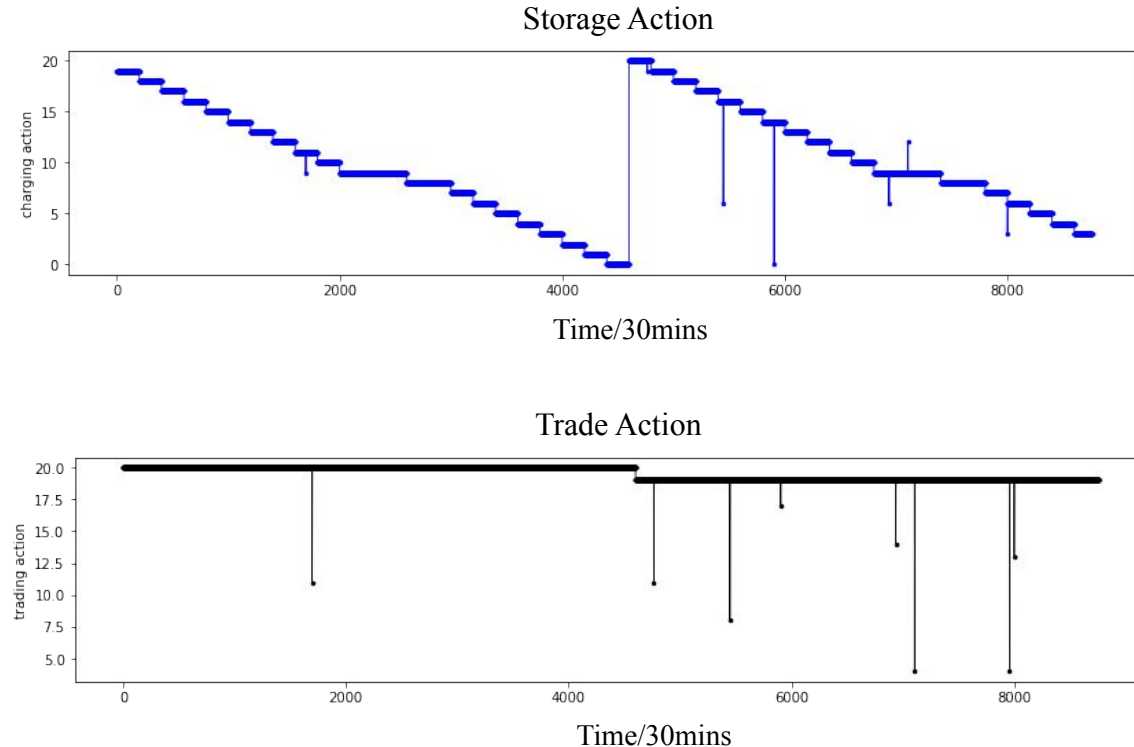 Storage Action
20
15
10
5
0
charging action
0 2000 4000 6000 8000
Time/30mins
Trade Action
20.0
17.5
15.0
12.5
10.0
7.5
5.0
trading action
0 2000 4000 6000 8000
Time/30mins